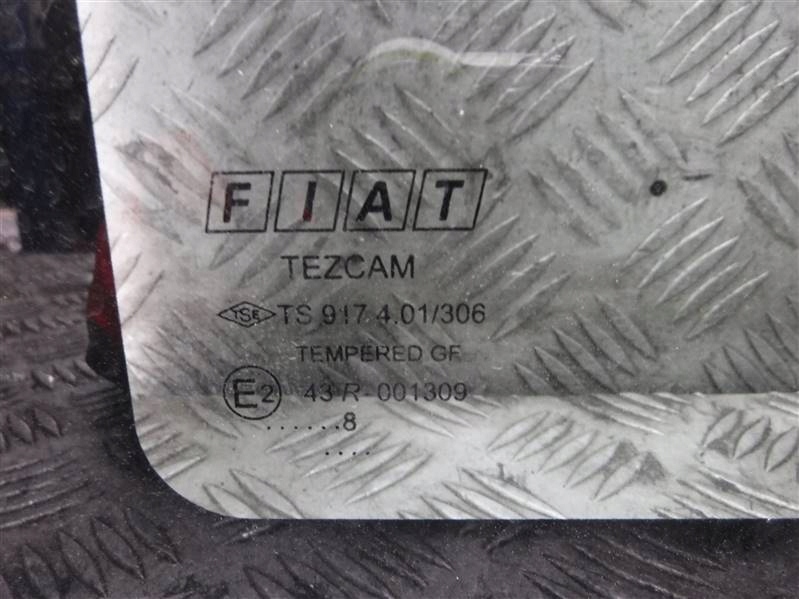 FIAT
TEZCAM
TSE TS 917 4.01/306
TEMPERED GF
E2 43 R-001309
......8
....